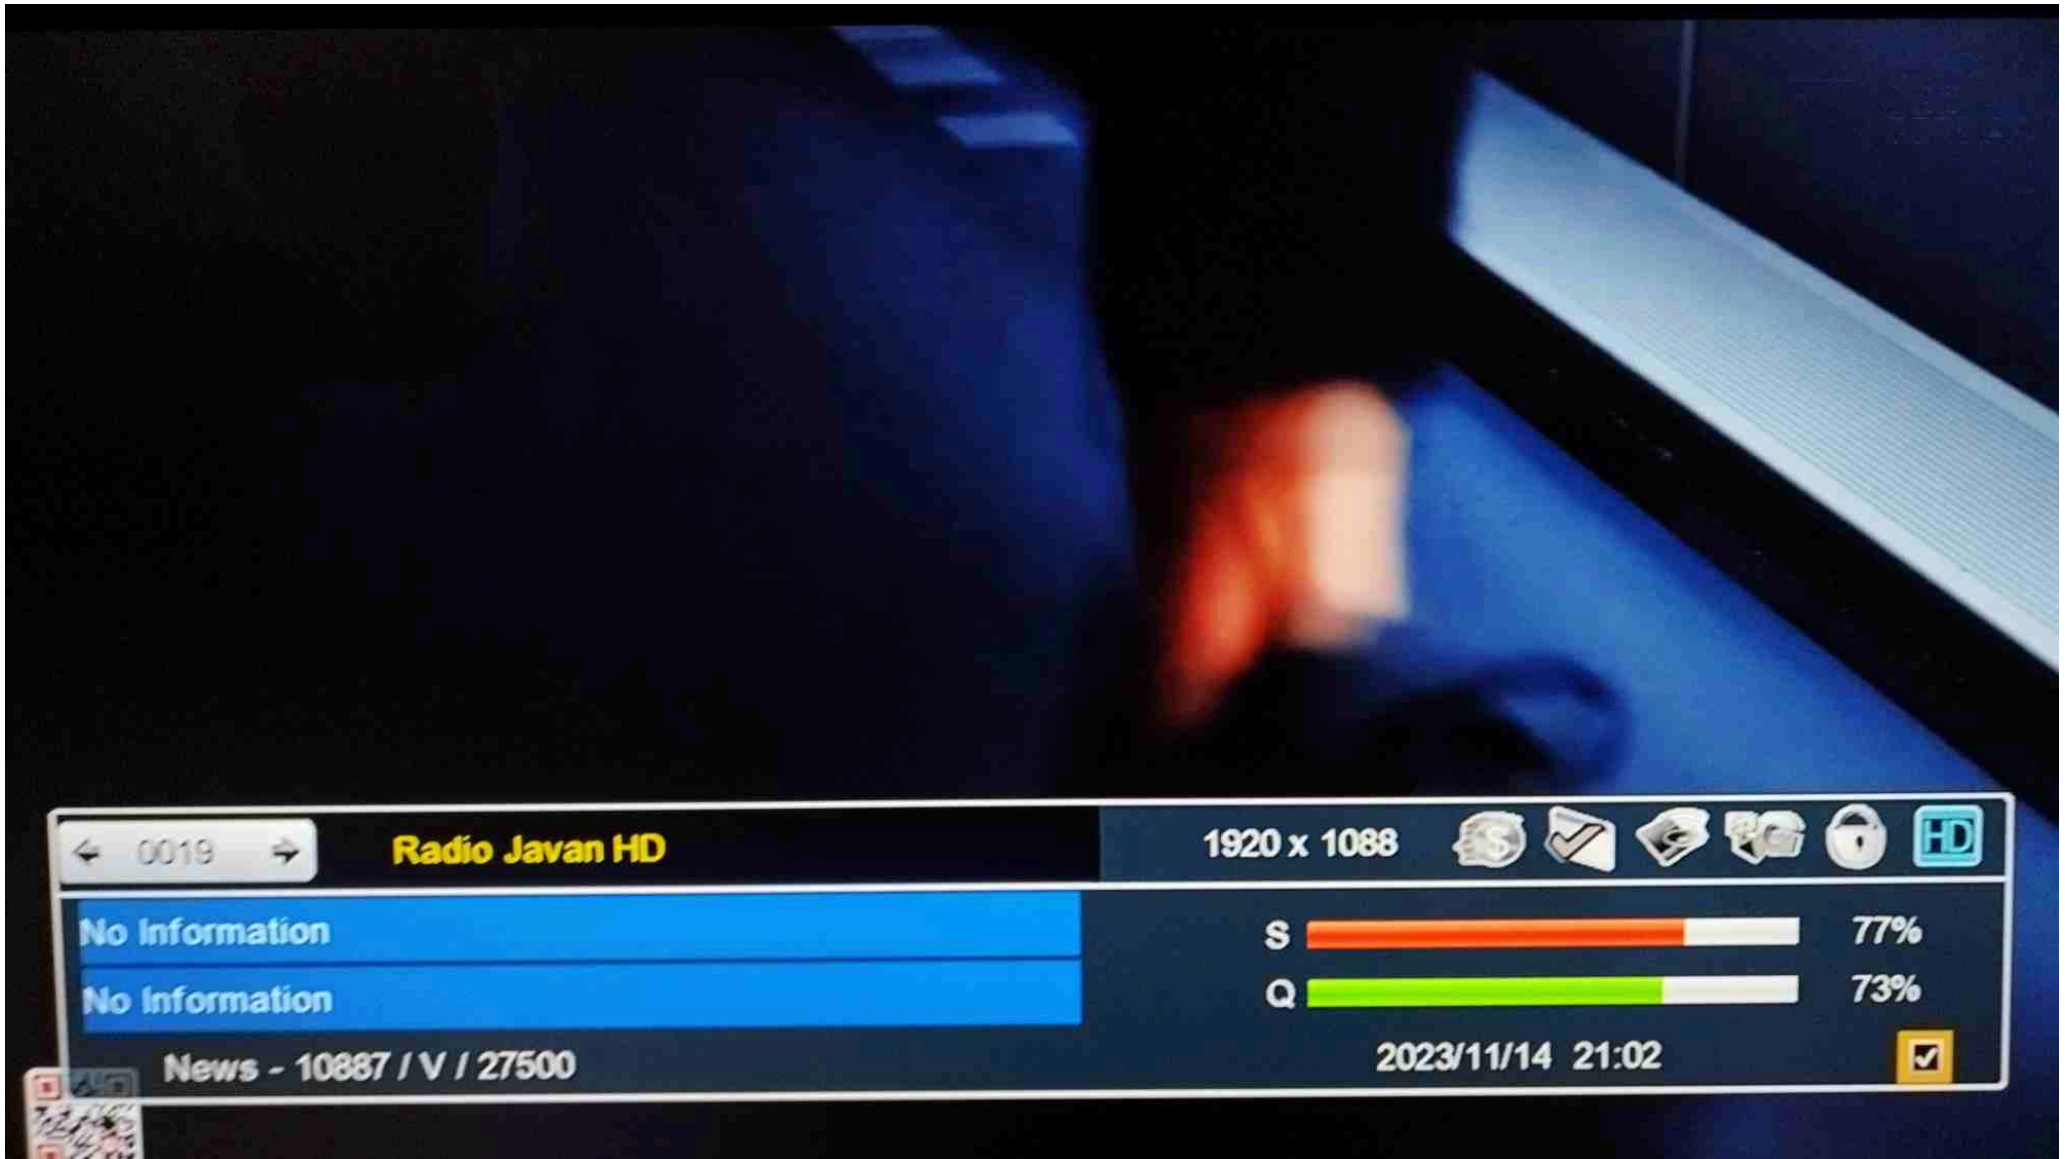 0019
Radio Javan HD
1920 x 1088
HD
No Information
S 77%
No Information
Q 73%
News - 10887 / V / 27500
2023/11/14 21:02